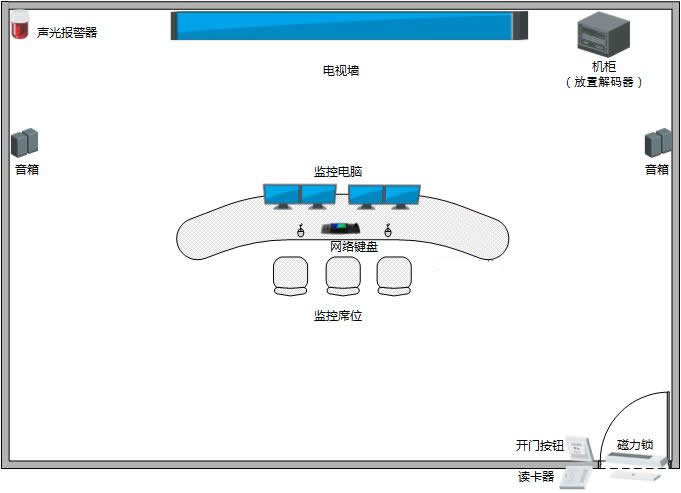 声光报警器
电视墙
机柜
（放置解码器）
音箱
音箱
监控电脑
网络键盘
监控席位
开门按钮
磁力锁
读卡器